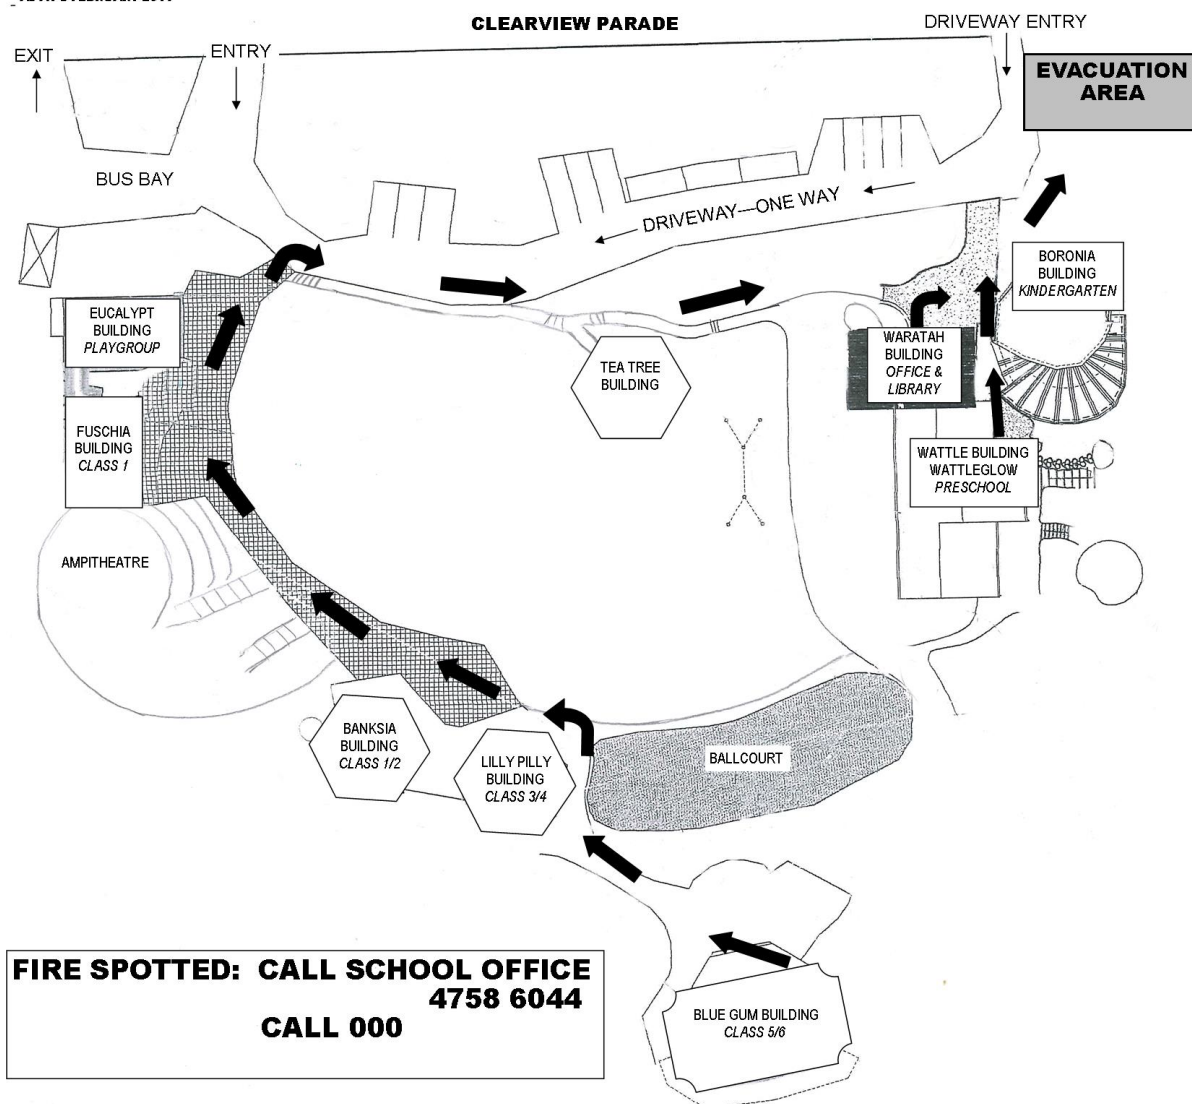 CLEARVIEW PARADE
DRIVEWAY ENTRY
EXIT
ENTRY
EVACUATION
AREA
BUS BAY
DRIVEWAY---ONE WAY
BORONIA
BUILDING
KINDERGARTEN
EUCALYPT
BUILDING
PLAYGROUP
WARATAH
BUILDING
OFFICE &
LIBRARY
TEA TREE
BUILDING
FUSCHIA
BUILDING
CLASS 1
WATTLE BUILDING
WATTLEGLOW
PRESCHOOL
AMPITHEATRE
BANKSIA
BUILDING
CLASS 1/2
LILLY PILLY
BUILDING
CLASS 3/4
BALLCOURT
FIRE SPOTTED: CALL SCHOOL OFFICE
4758 6044
CALL 000
BLUE GUM BUILDING
CLASS 5/6